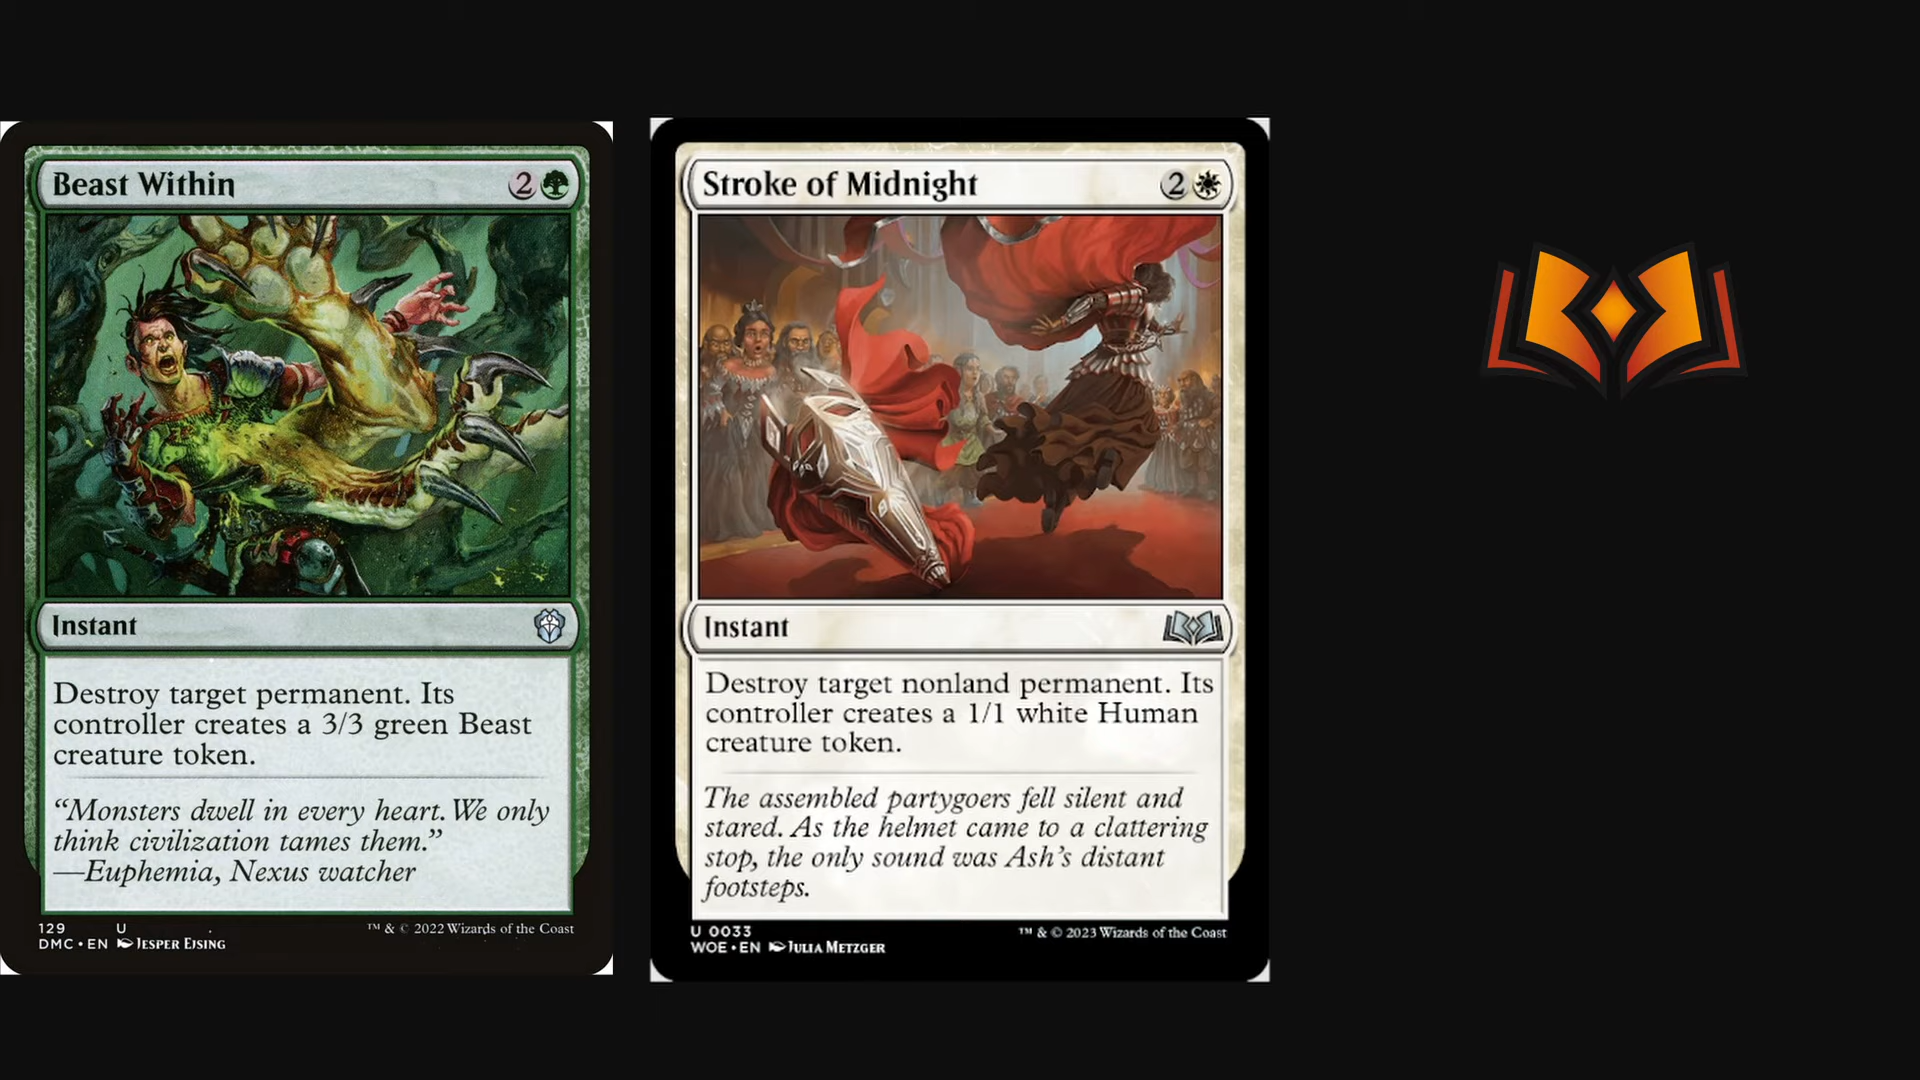 Beast Within 2
Instant
Destroy target permanent. Its
controller creates a 3/3 green Beast
creature token.
“Monsters dwell in every heart. We only
think civilization tames them.”
—Euphemia, Nexus watcher
129 U
DMC • EN Jesper Ejsing
™ & © 2022 Wizards of the Coast
Stroke of Midnight 2
Instant
Destroy target nonland permanent. Its
controller creates a 1/1 white Human
creature token.
The assembled partygoers fell silent and
stared. As the helmet came to a clattering
stop, the only sound was Ash’s distant
footsteps.
U 0033
WOE • EN Julia Metzger
™ & © 2023 Wizards of the Coast